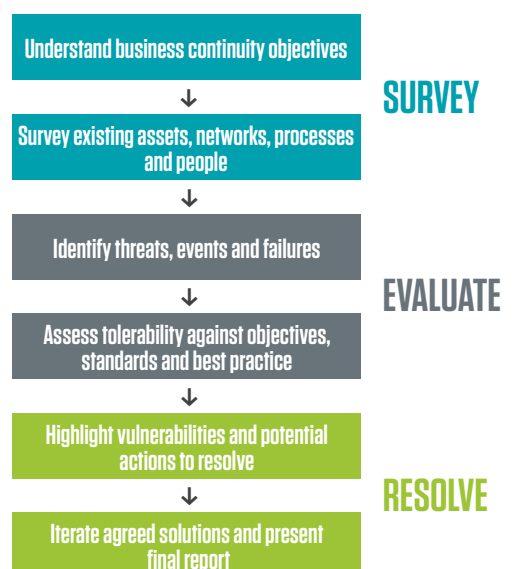 Understand business continuity objectives
↓
SURVEY
Survey existing assets, networks, processes
and people
↓
Identify threats, events and failures
↓
EVALUATE
Assess tolerability against objectives,
standards and best practice
↓
Highlight vulnerabilities and potential
actions to resolve
↓
RESOLVE
Iterate agreed solutions and present
final report